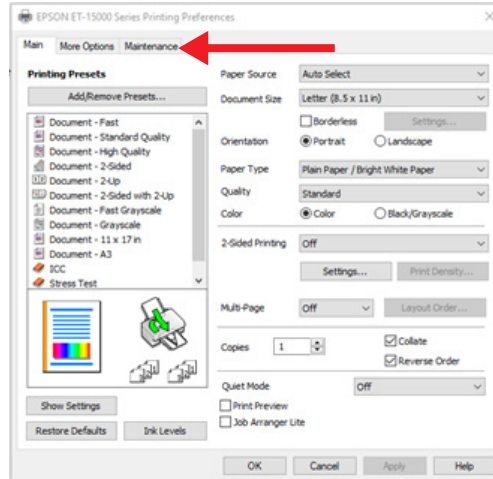 EPSON ET-15000 Series Printing Preferences
Main More Options Maintenance
Printing Presets
Add/Remove Presets...
Document - Fast
Document - Standard Quality
Document - High Quality
Document - 2-Sided
Document - 2-Up
Document - 2-Sided with 2-Up
Document - Fast Grayscale
Document - Grayscale
Document - 11 x 17 in
Document - A3
ICC
Stress Test
Show Settings
Restore Defaults Ink Levels
Paper Source Auto Select
Document Size Letter (8.5 x 11 in)
Borderless Settings...
Orientation Portrait Landscape
Paper Type Plain Paper / Bright White Paper
Quality Standard
Color Color Black/Grayscale
2-Sided Printing Off
Settings... Print Density...
Multi-Page Off Layout Order...
Copies 1 Collate
Reverse Order
Quiet Mode Off
Print Preview
Job Arranger Lite
OK Cancel Apply Help